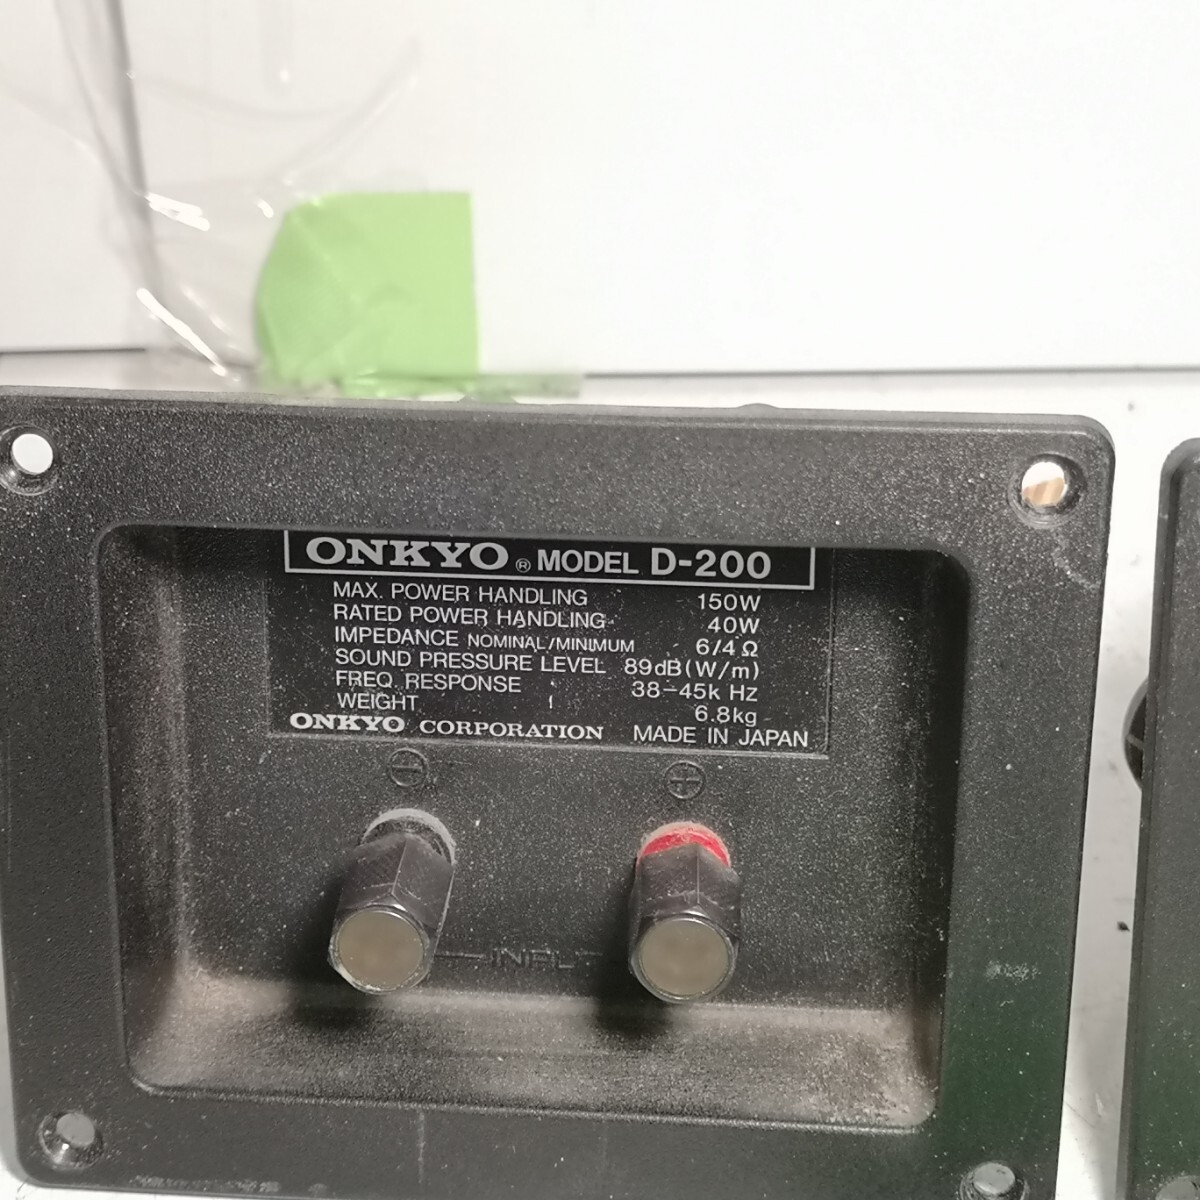 ONKYO ® MODEL D-200
MAX. POWER HANDLING 150W
RATED POWER HANDLING 40W
IMPEDANCE NOMINAL/MINIMUM 6/4Ω
SOUND PRESSURE LEVEL 89dB(W/m)
FREQ. RESPONSE 38-45k Hz
WEIGHT 6.8kg
ONKYO CORPORATION MADE IN JAPAN
⊖ ⊕
INPUT